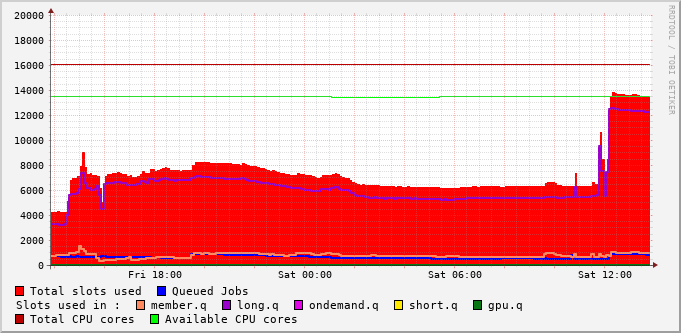 20000
18000
16000
14000
12000
10000
8000
6000
4000
2000
0
Fri 18:00 Sat 00:00 Sat 06:00 Sat 12:00
Total slots used Queued Jobs
Slots used in : member.q long.q ondemand.q short.q gpu.q
Total CPU cores Available CPU cores
RRDTOOL / TOBI OETIKER